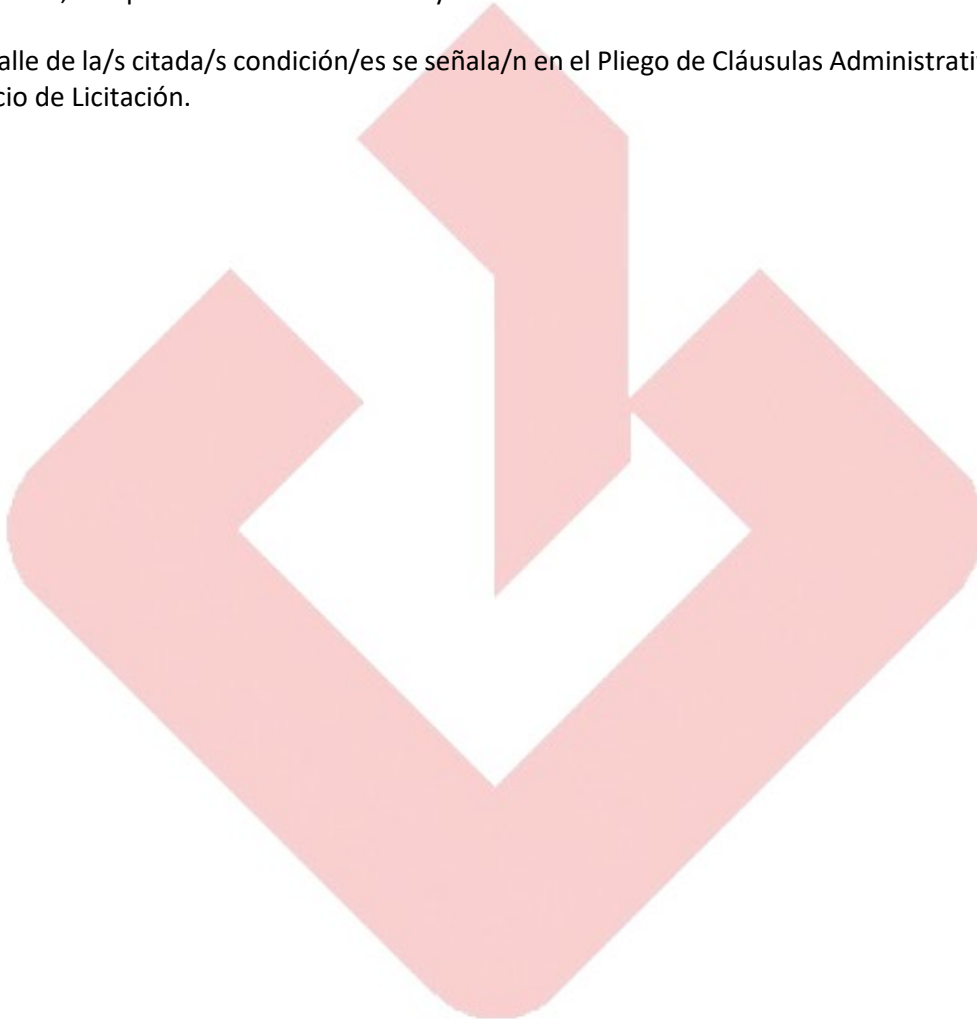 alle de la/s citada/s condición/es se señala/n en el Pliego de Cláusulas Administrati
cio de Licitación.